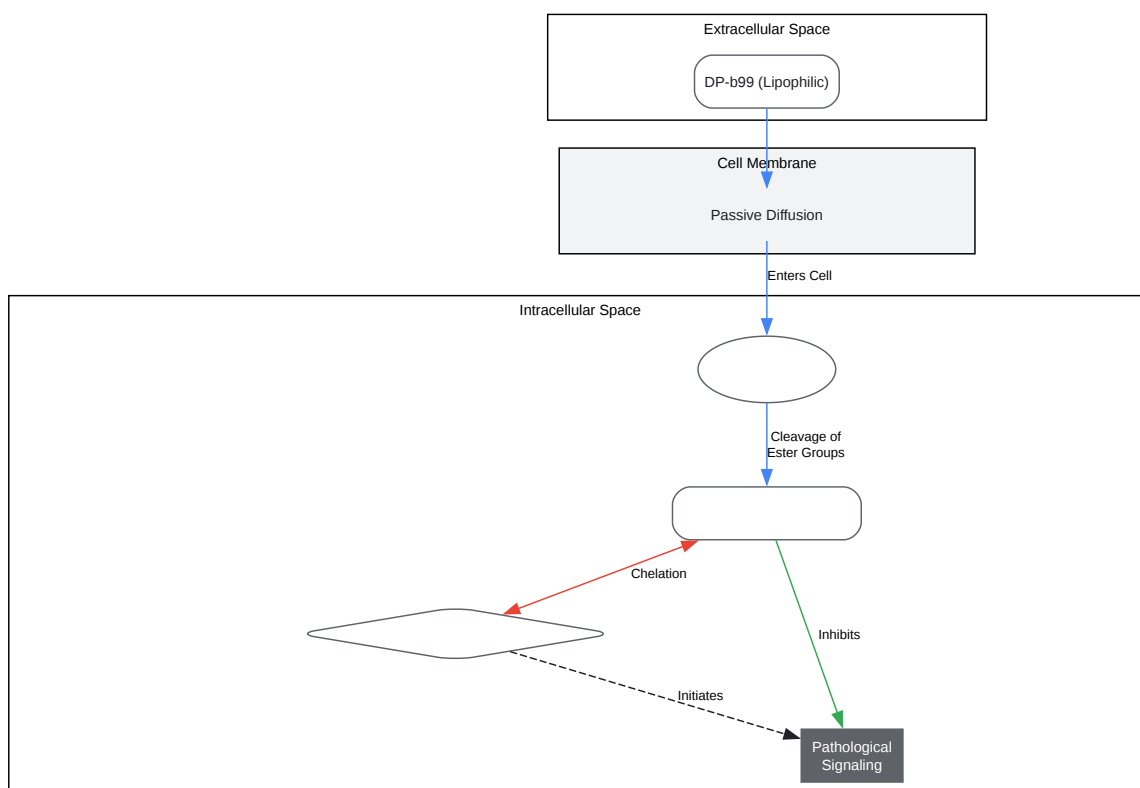 Extracellular Space
DP-b99 (Lipophilic)
Cell Membrane
Passive Diffusion
Enters Cell
Intracellular Space
Cleavage of
Ester Groups
Chelation
Inhibits
Initiates
Pathological
Signaling